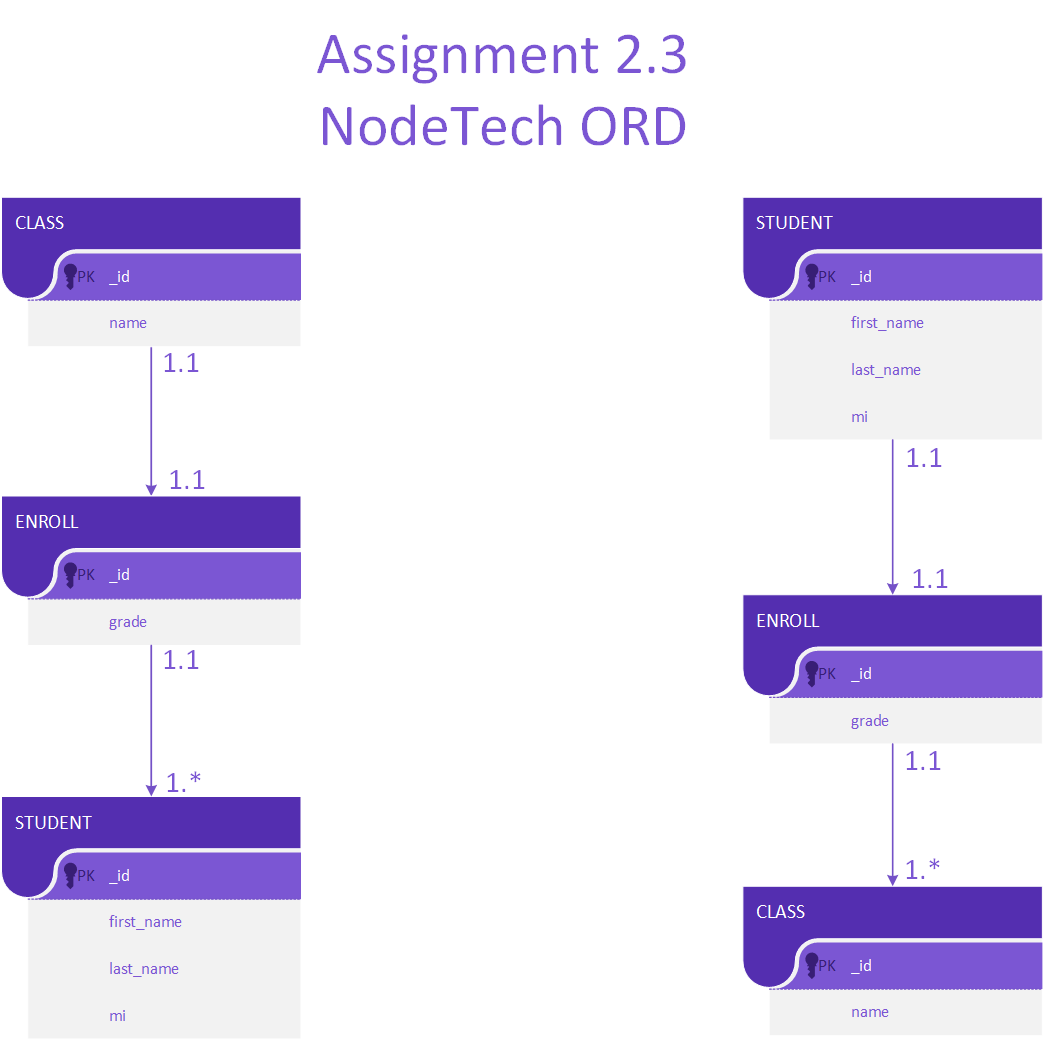 Assignment 2.3
NodeTech ORD
CLASS
PK _id
name
1.1
1.1
ENROLL
PK _id
grade
1.1
1.*
STUDENT
PK _id
first_name
last_name
mi
STUDENT
PK _id
first_name
last_name
mi
1.1
1.1
ENROLL
PK _id
grade
1.1
1.*
CLASS
PK _id
name